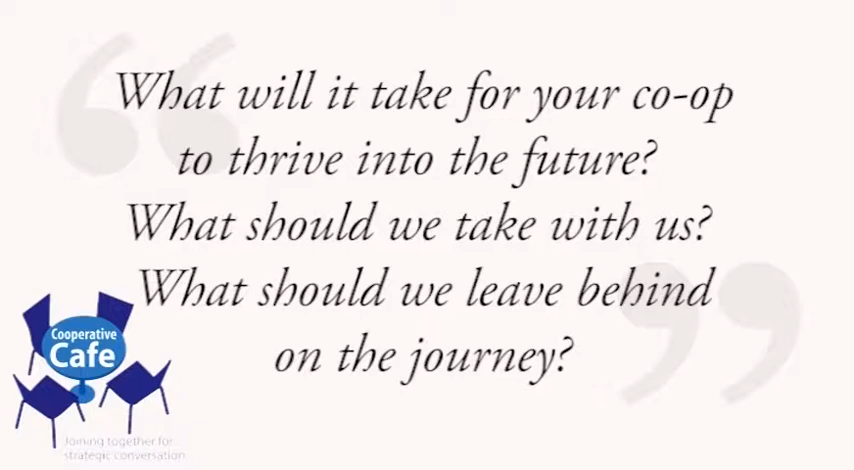 What will it take for your co-op
to thrive into the future?
What should we take with us?
What should we leave behind
on the journey?
Cooperative
Cafe
Joining together for
strategic conversation